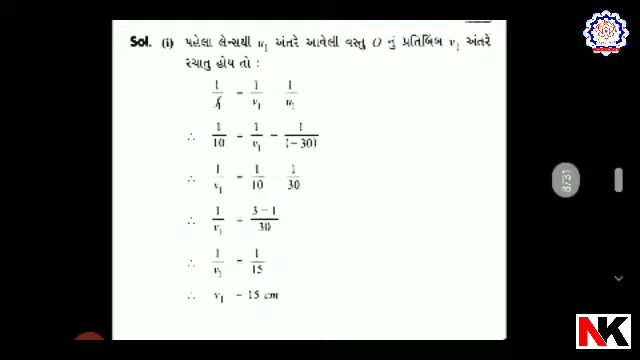 Sol. (i) પહેલા લેન્સથી u₁ અંતરે આવેલી વસ્તુ O નું પ્રતિબિંબ v₁ અંતરે
રચાતુ હોય તો :
1/f₁ = 1/v₁ 1/u₁
∴ 1/10 = 1/v₁ − 1/(−30)
∴ 1/v₁ = 1/10 1/30
∴ 1/v₁ = 3 − 1/30
∴ 1/v₁ = 1/15
∴ v₁ = 15 cm
8/31
NK